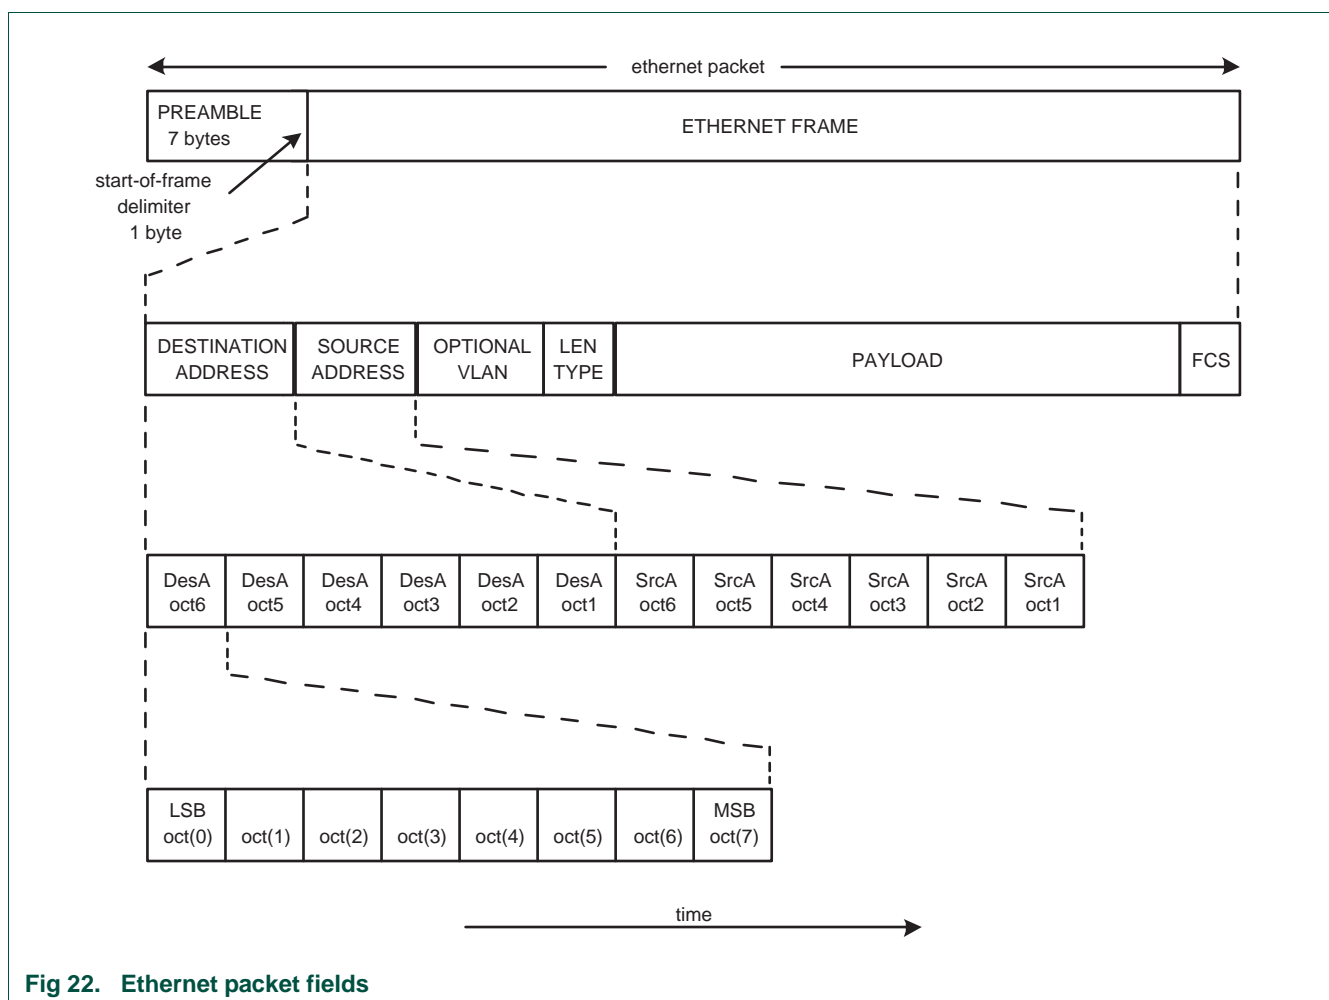 ethernet packet
PREAMBLE
7 bytes
ETHERNET FRAME
start-of-frame
delimiter
1 byte
DESTINATION
ADDRESS
SOURCE
ADDRESS
OPTIONAL
VLAN
LEN
TYPE
PAYLOAD
FCS
DesA
oct6
DesA
oct5
DesA
oct4
DesA
oct3
DesA
oct2
DesA
oct1
SrcA
oct6
SrcA
oct5
SrcA
oct4
SrcA
oct3
SrcA
oct2
SrcA
oct1
LSB
oct(0)
oct(1)
oct(2)
oct(3)
oct(4)
oct(5)
oct(6)
MSB
oct(7)
time
Fig 22. Ethernet packet fields